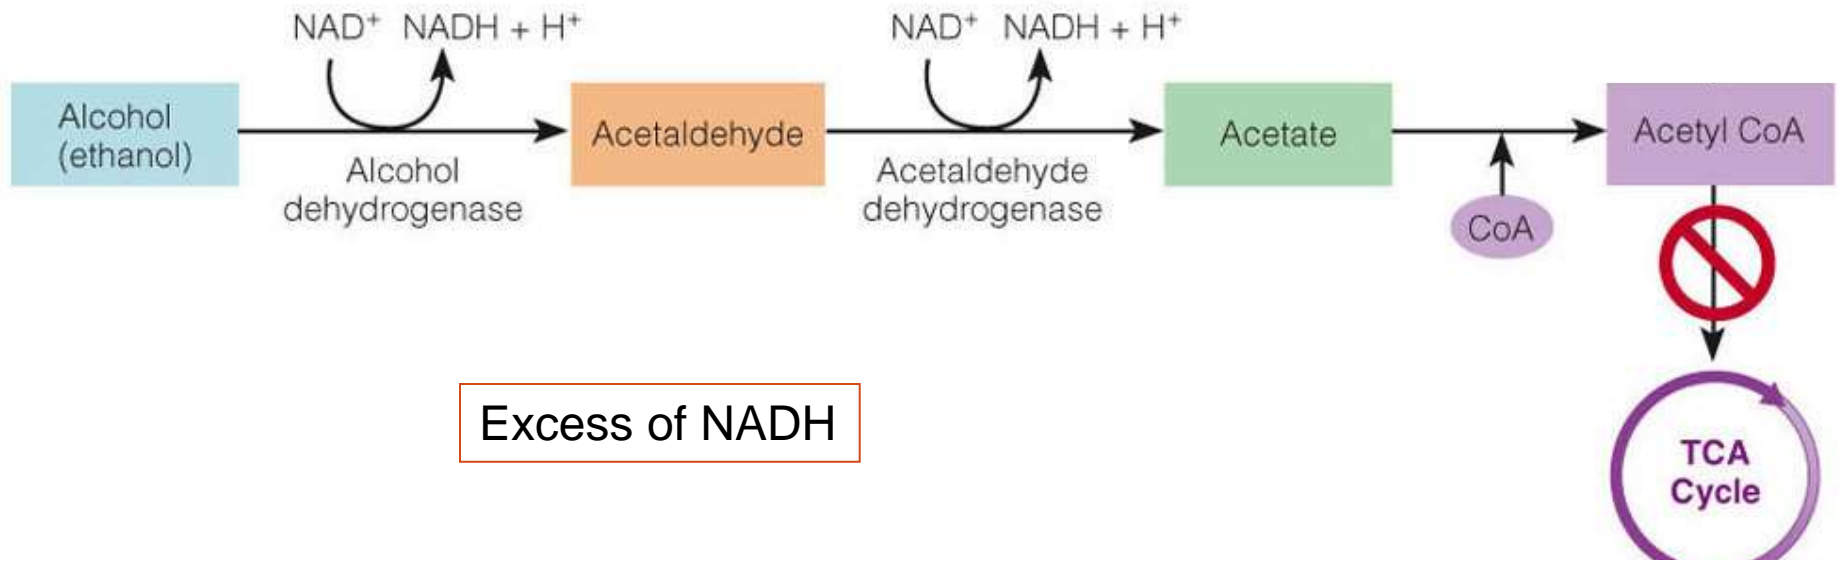 NAD⁺ NADH + H⁺
NAD⁺ NADH + H⁺
Alcohol
(ethanol)
Alcohol
dehydrogenase
Acetaldehyde
Acetaldehyde
dehydrogenase
Acetate
CoA
Acetyl CoA
Excess of NADH
TCA
Cycle